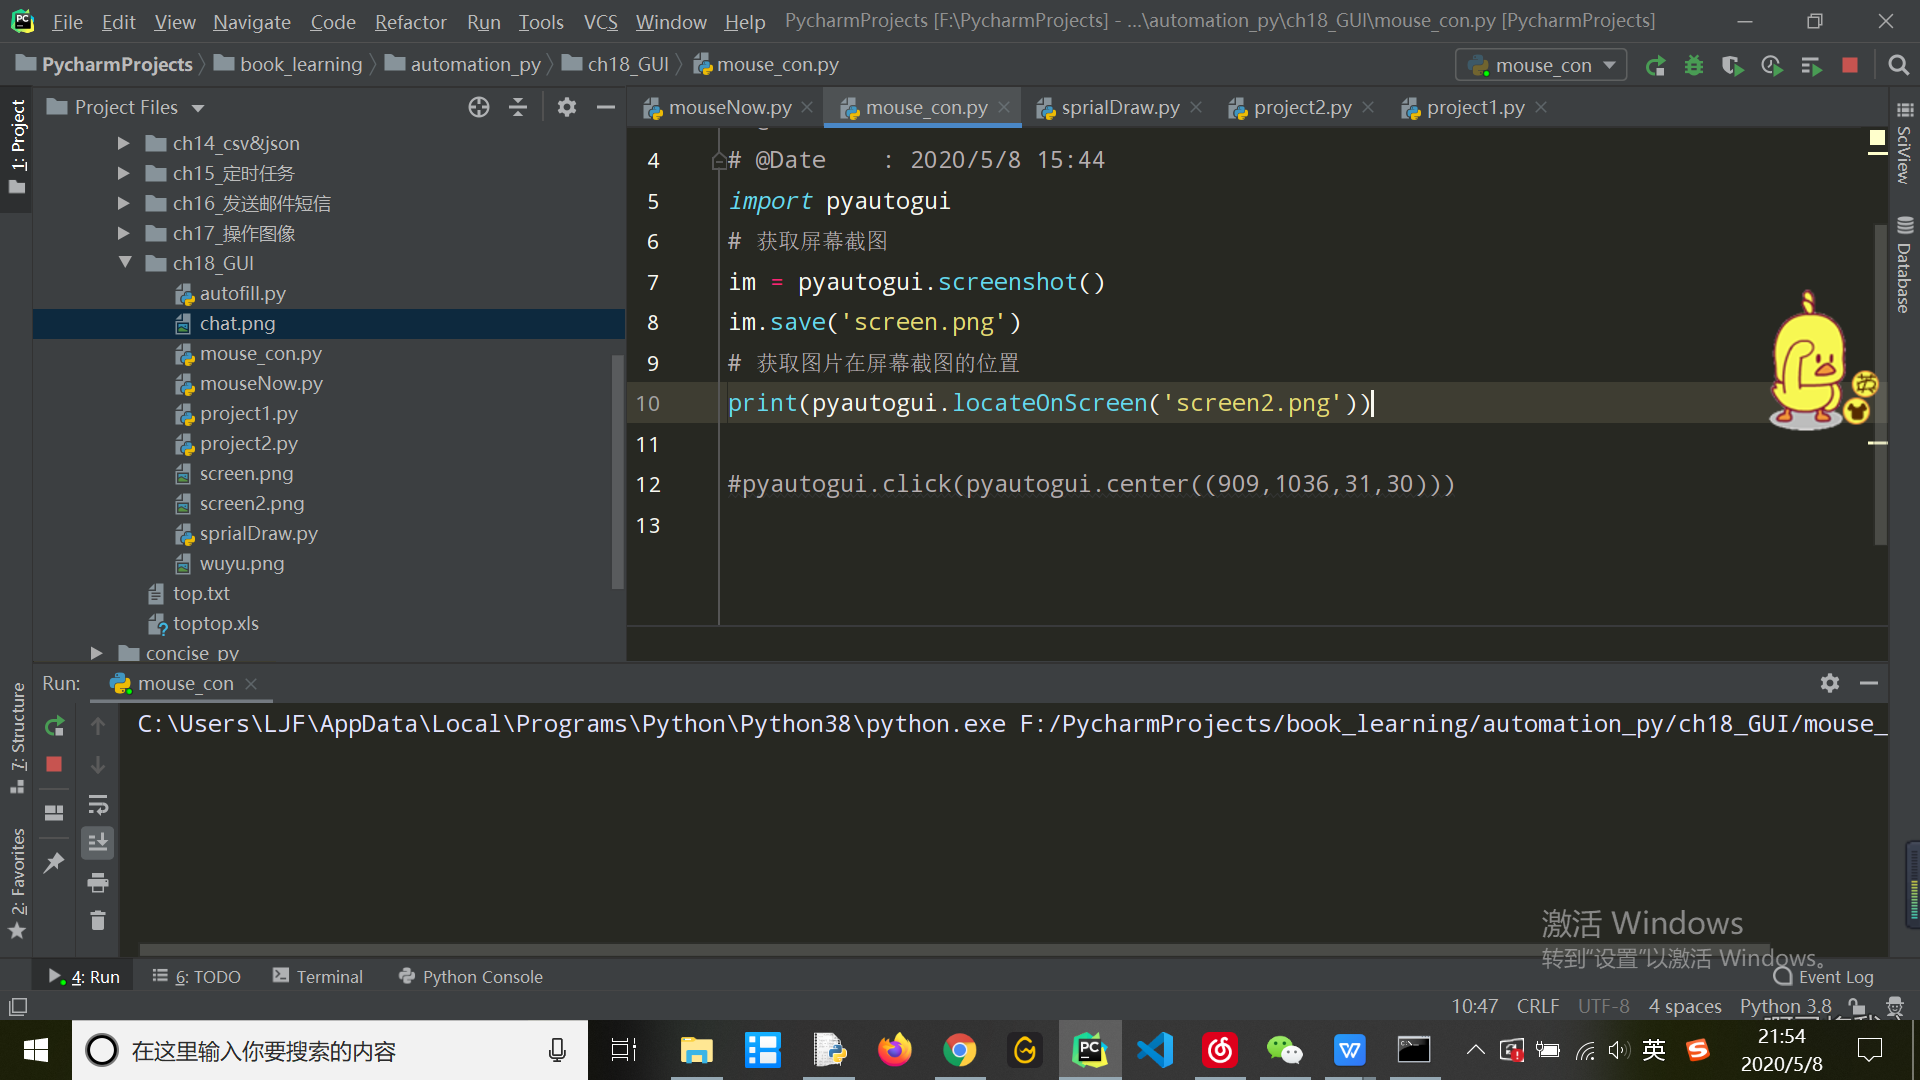 File Edit View Navigate Code Refactor Run Tools VCS Window Help PycharmProjects [F:\PycharmProjects] - ...\automation_py\ch18_GUI\mouse_con.py [PycharmProjects]
PycharmProjects book_learning automation_py ch18_GUI mouse_con.py mouse_con
1: Project
Project Files
mouseNow.py mouse_con.py sprialDraw.py project2.py project1.py
ch14_csv&json
ch15_定时任务
ch16_发送邮件短信
ch17_操作图像
ch18_GUI
autofill.py
chat.png
mouse_con.py
mouseNow.py
project1.py
project2.py
screen.png
screen2.png
sprialDraw.py
wuyu.png
top.txt
toptop.xls
concise_py
4 # @Date : 2020/5/8 15:44
5 import pyautogui
6 # 获取屏幕截图
7 im = pyautogui.screenshot()
8 im.save('screen.png')
9 # 获取图片在屏幕截图的位置
10 print(pyautogui.locateOnScreen('screen2.png'))
11
12 #pyautogui.click(pyautogui.center((909,1036,31,30)))
13
SciView
Database
英
Run: mouse_con
C:\Users\LJF\AppData\Local\Programs\Python\Python38\python.exe F:/PycharmProjects/book_learning/automation_py/ch18_GUI/mouse_
7: Structure
2: Favorites
激活 Windows
转到"设置"以激活 Windows。
4: Run 6: TODO Terminal Python Console Event Log
10:47 CRLF UTF-8 4 spaces Python 3.8
在这里输入你要搜索的内容
英
21:54
2020/5/8